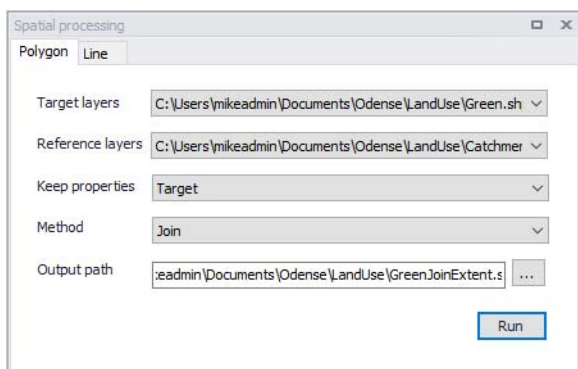 Spatial processing
Polygon Line
Target layers C:\Users\mikeadmin\Documents\Odense\LandUse\Green.sh
Reference layers C:\Users\mikeadmin\Documents\Odense\LandUse\Catchmer
Keep properties Target
Method Join
Output path :eadmin\Documents\Odense\LandUse\GreenJoinExtent.s ...
Run